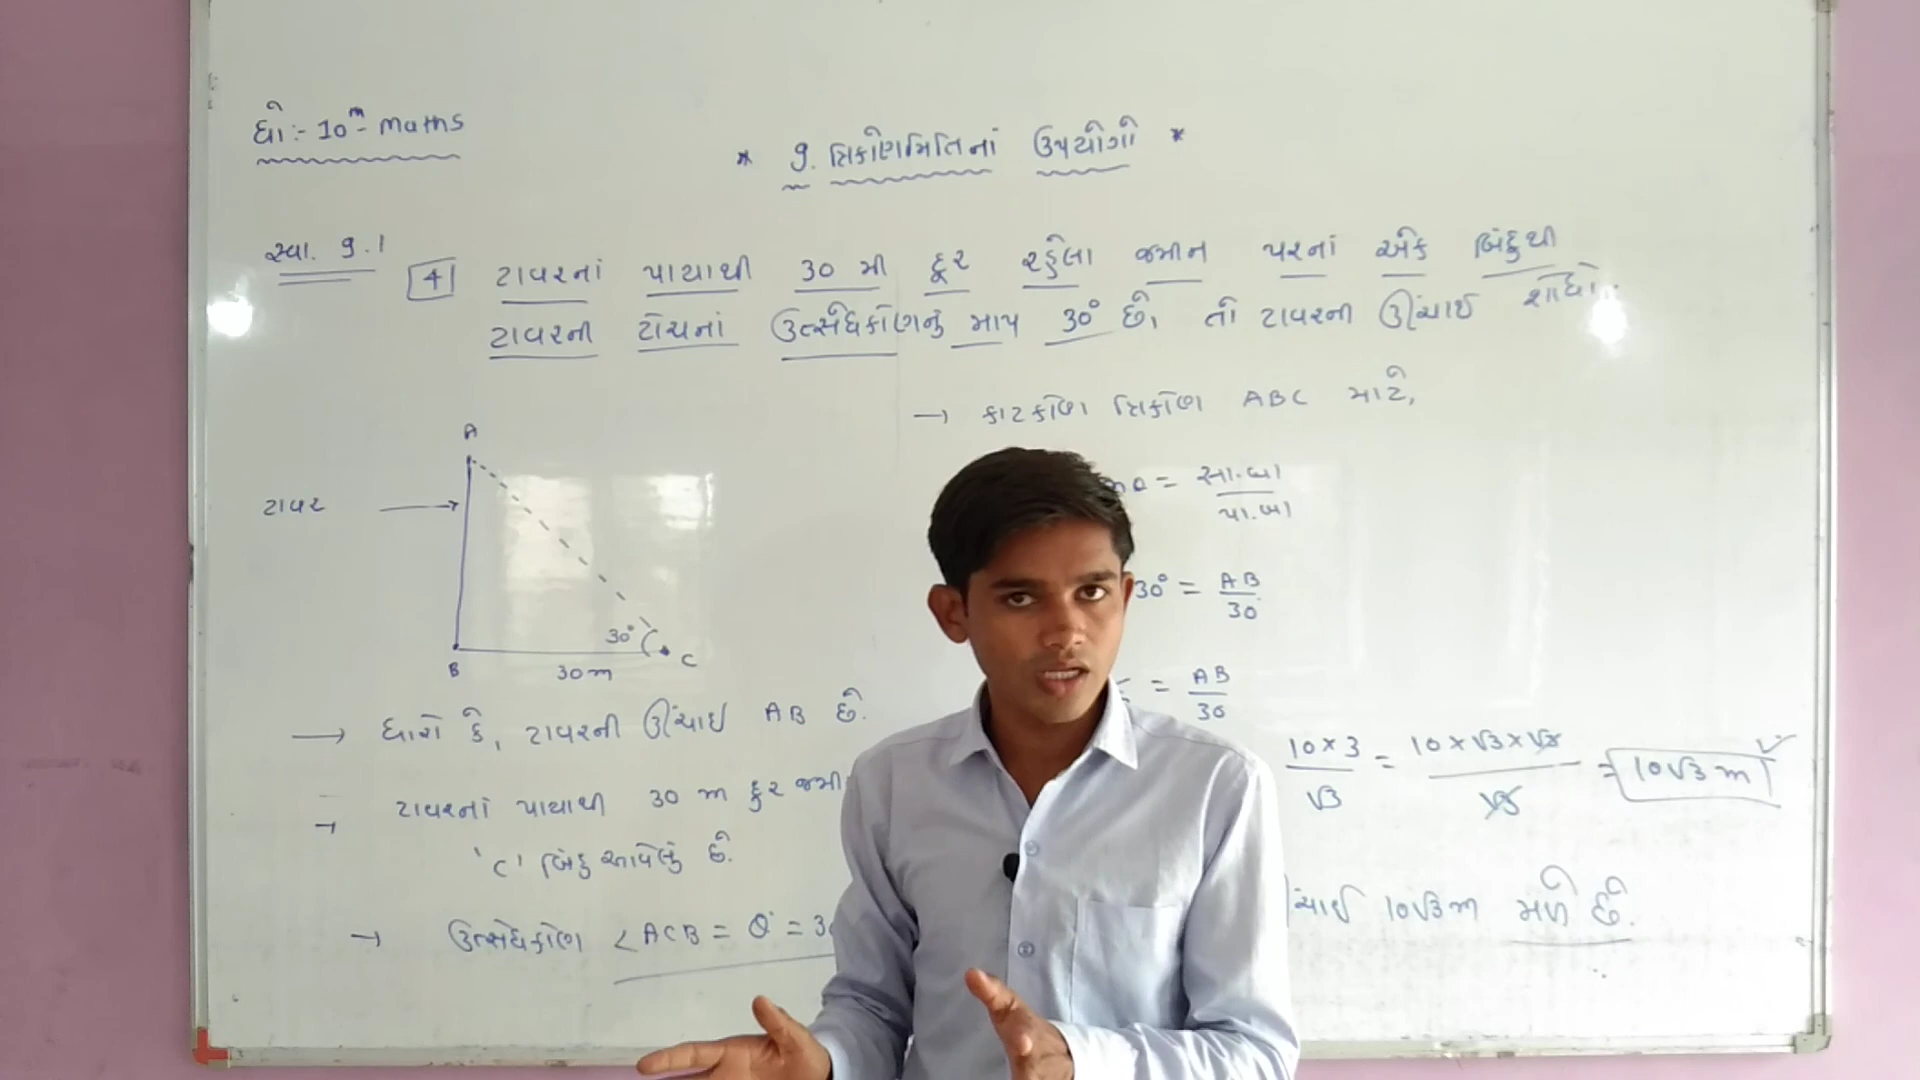 ધો:- 10 - Maths
* 9. ત્રિકોણમિતિનાં ઉપયોગો *
સ્વા. 9.1
4 ટાવરનાં પાયાથી 30 મી દૂર રહેલા જમીન પરનાં એક બિંદુથી
ટાવરની ટોચનાં ઉત્સેધકોણનું માપ 30° છે, તો ટાવરની ઊંચાઈ શોધો.
A
ટાવર →
30°
B
30m
C
→ ધારો કે, ટાવરની ઊંચાઈ AB છે.
→ ટાવરનાં પાયાથી 30 m દુર
'C' બિંદુ આવેલું છે.
→ ઉત્સેધકોણ ∠ACB = θ =
→ કાટકોણ ત્રિકોણ ABC માટે,
θ = સા.બા / પા.બા
30° = AB / 30
= AB / 30
10 × 3 / √3 = 10 × √3 × √3 / √3 = 10√3 m
10√3 m મળે છે.